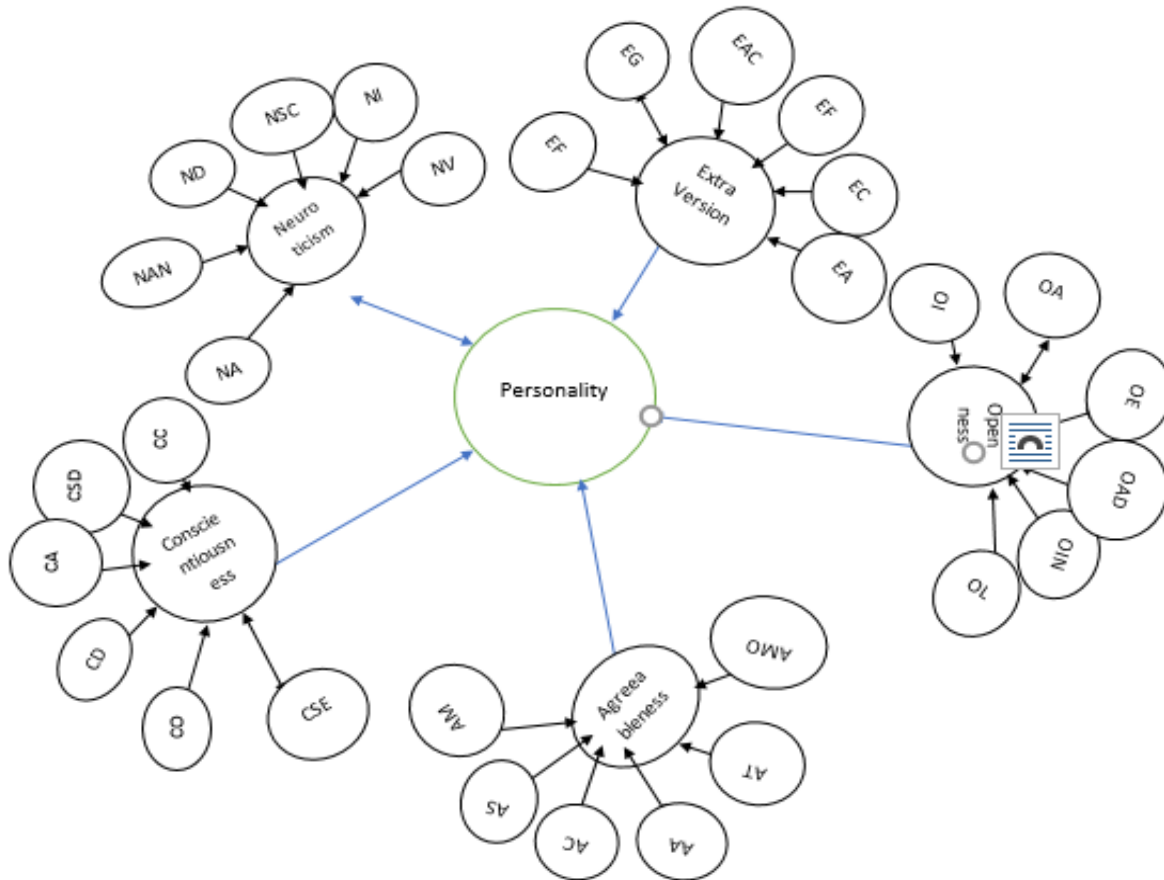 EAC
EG
EF
NI
NSC
NV
ND
EF
EC
Extra
Version
Neuro
ticism
NAN
EA
OI
OA
NA
Personality
OE
Open
ness
CC
CSD
OAD
CA
Conscie
ntiousn
ess
OIN
OL
CD
CO
CSE
AMO
AM
Agreea
bleness
AT
AS
AC
AA